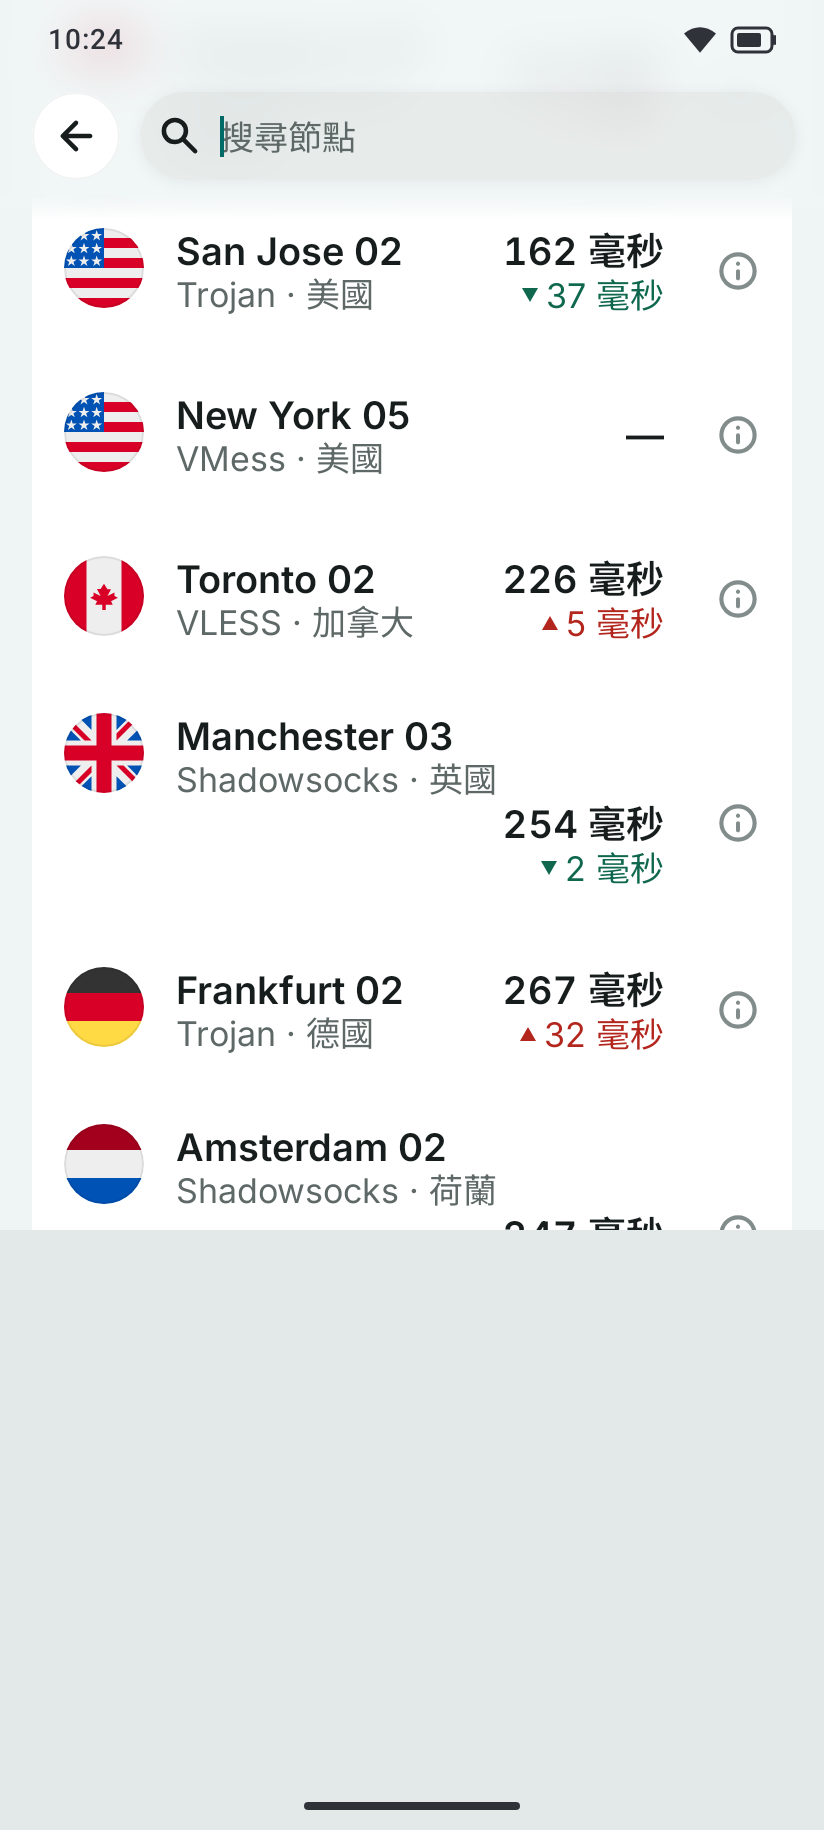 10:24
搜尋節點
San Jose 02
162 毫秒
Trojan · 美國
▼37 毫秒
New York 05
VMess · 美國
—
Toronto 02
226 毫秒
VLESS · 加拿大
▲5 毫秒
Manchester 03
Shadowsocks · 英國
254 毫秒
▼2 毫秒
Frankfurt 02
267 毫秒
Trojan · 德國
▲32 毫秒
Amsterdam 02
Shadowsocks · 荷蘭
毫秒